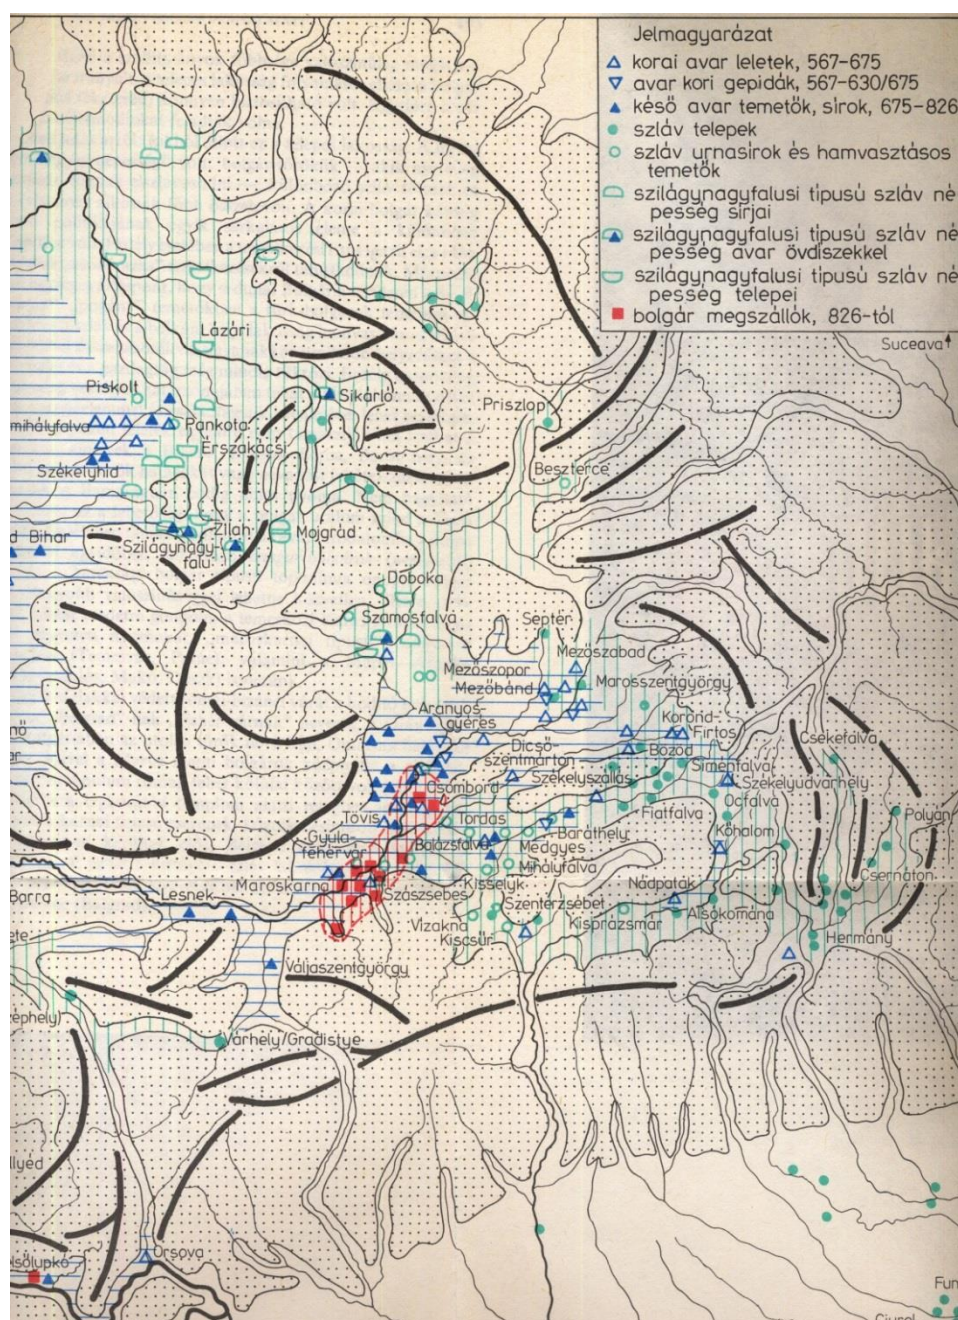 Jelmagyarázat
korai avar leletek, 567-675
avar kori gepidák, 567-630/675
késő avar temetők, sírok, 675-826
szláv telepek
szláv urnasírok és hamvasztásos
temetők
szilágynagyfalusi típusú szláv né
pesség sírjai
szilágynagyfalusi típusú szláv né
pesség avar övdíszekkel
szilágynagyfalusi típusú szláv né
pesség telepei
bolgár megszállók, 826-tól
Suceava
Lázári
Piskolt
Sikárló
Priszlop
mihályfalva
Pankota
Érszakácsi
Székelyhíd
Beszterce
Bihar
Zilah
Mojgrád
Szilágynagy-
falu
Doboka
Szamosfalva
Septér
Mezőszabad
Mezőszopor
Mezőbánd
Marosszentgyörgy
Aranyos-
gyéres
Korond-
Firtos
Csekefalva
Dicső-
szentmárton
Bözöd
Siménfalva
Székelyszállás
Székelyudvarhely
Csombord
Ócfalva
Fiatfalva
Polyán
Tövis
Tordas
Kőhalom
Gyula-
fehérvár
Balázsfalva
Baráthely
Medgyes
Mihályfalva
Csernáton
Maroskarna
Kisselyk
Nádpaták
Barra
Lesnek
Szászsebes
Szenterzsébet
Alsókomána
Vízakna
Kisprázsmár
Kiscsűr
Hermány
Váljaszentgyörgy
Várhely/Gradistye
Orsova